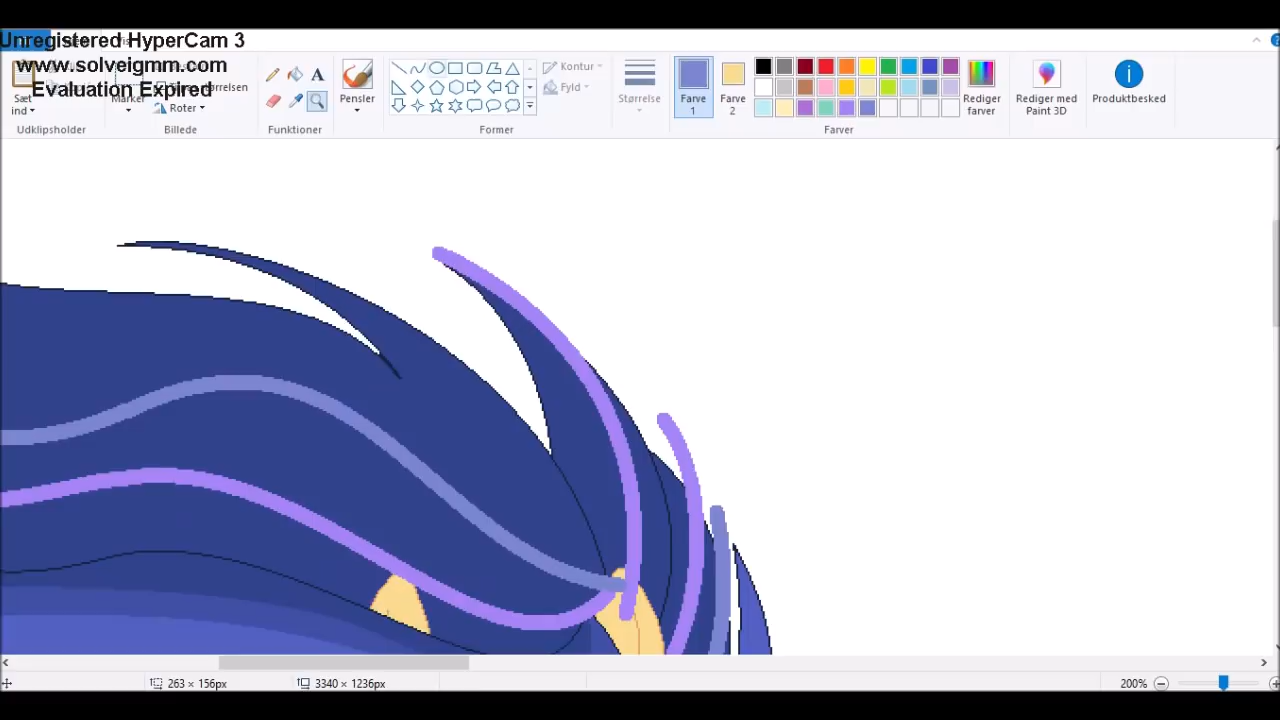 Unregistered HyperCam 3
www.solveigmm.com
Evaluation Expired
Sæt
ind
Markér
Roter
A
Pensler
Kontur
Fyld
Størrelse
Farve
1
Farve
2
Rediger
farver
Rediger med
Paint 3D
Produktbesked
Udklipsholder
Billede
Funktioner
Former
Farver
263 × 156px
3340 × 1236px
200%